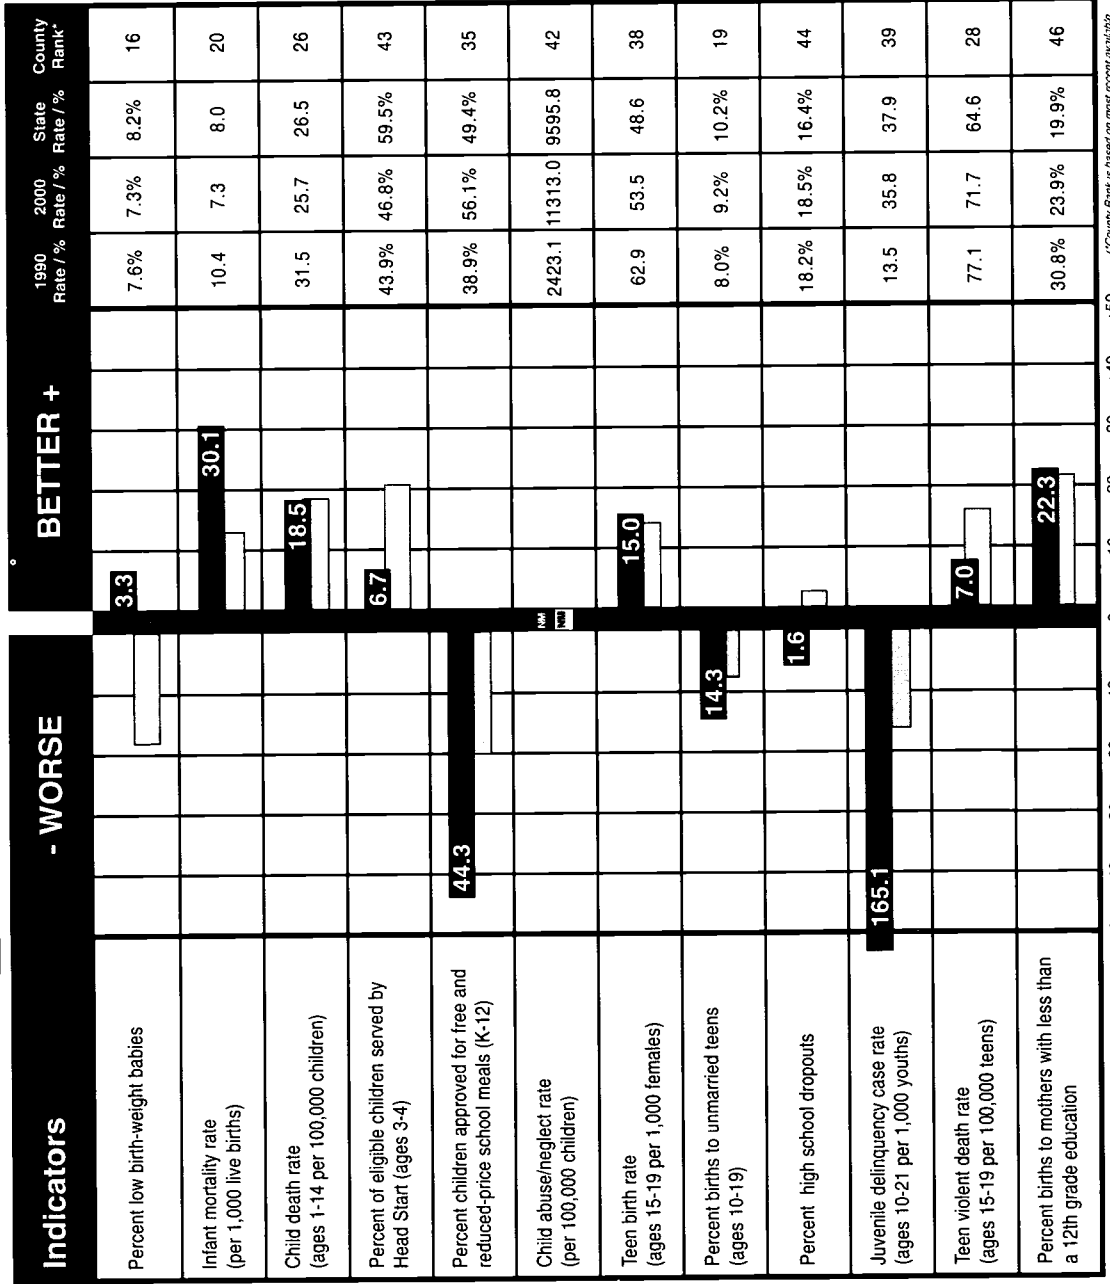 Indicators - WORSE BETTER + 1990 Rate / % 2000 Rate / % State Rate / % County Rank*
Percent low birth-weight babies 3.3 7.6% 7.3% 8.2% 16
Infant mortality rate
(per 1,000 live births) 30.1 10.4 7.3 8.0 20
Child death rate
(ages 1-14 per 100,000 children) 18.5 31.5 25.7 26.5 26
Percent of eligible children served by
Head Start (ages 3-4) 6.7 43.9% 46.8% 59.5% 43
Percent children approved for free and
reduced-price school meals (K-12) 44.3 38.9% 56.1% 49.4% 35
Child abuse/neglect rate
(per 100,000 children) NM NM 2423.1 11313.0 9595.8 42
Teen birth rate
(ages 15-19 per 1,000 females) 15.0 62.9 53.5 48.6 38
Percent births to unmarried teens
(ages 10-19) 14.3 8.0% 9.2% 10.2% 19
Percent high school dropouts 1.6 18.2% 18.5% 16.4% 44
Juvenile delinquency case rate
(ages 10-21 per 1,000 youths) 165.1 13.5 35.8 37.9 39
Teen violent death rate
(ages 15-19 per 100,000 teens) 7.0 77.1 71.7 64.6 28
Percent births to mothers with less than
a 12th grade education 22.3 30.8% 23.9% 19.9% 46